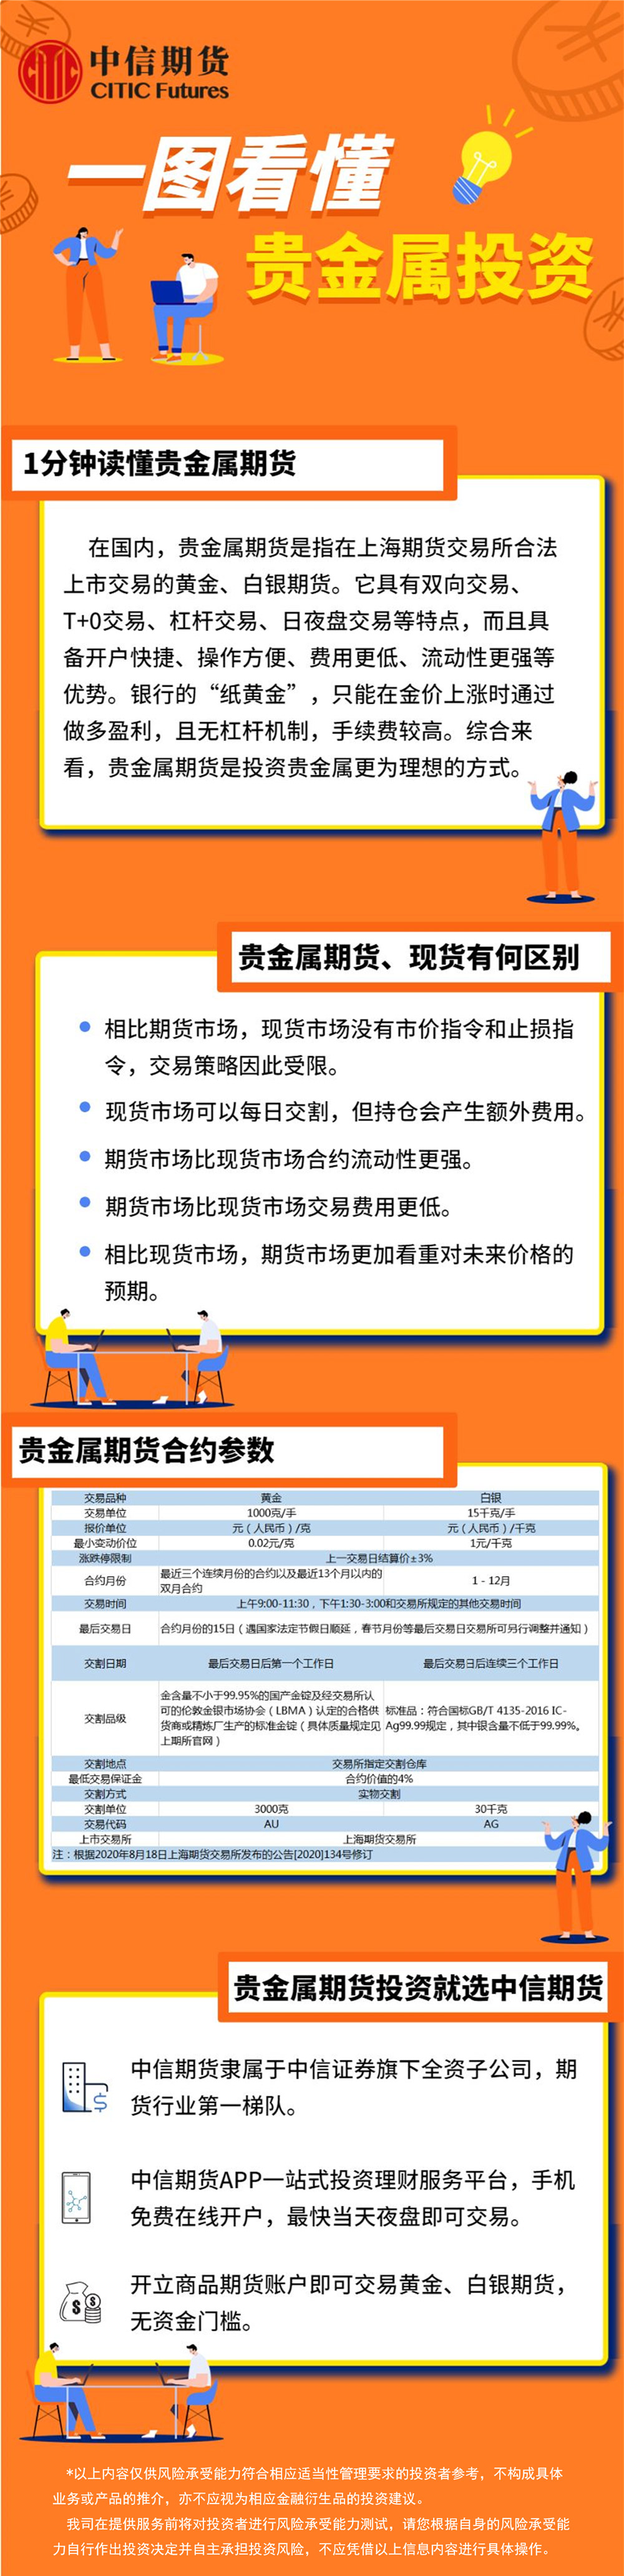 中信期货
CITIC Futures
一图看懂
贵金属投资
1分钟读懂贵金属期货
在国内，贵金属期货是指在上海期货交易所合法
上市交易的黄金、白银期货。它具有双向交易、
T+0交易、杠杆交易、日夜盘交易等特点，而且具
备开户快捷、操作方便、费用更低、流动性更强等
优势。银行的“纸黄金”，只能在金价上涨时通过
做多盈利，且无杠杆机制，手续费较高。综合来
看，贵金属期货是投资贵金属更为理想的方式。
贵金属期货、现货有何区别
相比期货市场，现货市场没有市价指令和止损指
令，交易策略因此受限。
现货市场可以每日交割，但持仓会产生额外费用。
期货市场比现货市场合约流动性更强。
期货市场比现货市场交易费用更低。
相比现货市场，期货市场更加看重对未来价格的
预期。
贵金属期货合约参数
交易品种 黄金 白银
交易单位 1000克/手 15千克/手
报价单位 元（人民币）/克 元（人民币）/千克
最小变动价位 0.02元/克 1元/千克
涨跌停限制 上一交易日结算价±3%
合约月份 最近三个连续月份的合约以及最近13个月以内的 1 - 12月
双月合约
交易时间 上午9:00-11:30，下午1:30-3:00和交易所规定的其他交易时间
最后交易日 合约月份的15日（遇国家法定节假日顺延，春节月份等最后交易日交易所可另行调整并通知）
交割日期 最后交易日后第一个工作日 最后交易日后连续三个工作日
交割品级 金含量不小于99.95%的国产金锭及经交易所认
可的伦敦金银市场协会（LBMA）认定的合格供 标准品：符合国标GB/T 4135-2016 IC-
货商或精炼厂生产的标准金锭（具体质量规定见 Ag99.99规定，其中银含量不低于99.99%。
上期所官网）
交割地点 交易所指定交割仓库
最低交易保证金 合约价值的4%
交割方式 实物交割
交割单位 3000克 30千克
交易代码 AU AG
上市交易所 上海期货交易所
注：根据2020年8月18日上海期货交易所发布的公告[2020]134号修订
贵金属期货投资就选中信期货
中信期货隶属于中信证券旗下全资子公司，期
货行业第一梯队。
中信期货APP一站式投资理财服务平台，手机
免费在线开户，最快当天夜盘即可交易。
开立商品期货账户即可交易黄金、白银期货，
无资金门槛。
*以上内容仅供风险承受能力符合相应适当性管理要求的投资者参考，不构成具体
业务或产品的推介，亦不应视为相应金融衍生品的投资建议。
我司在提供服务前将对投资者进行风险承受能力测试，请您根据自身的风险承受能
力自行作出投资决定并自主承担投资风险，不应凭借以上信息内容进行具体操作。